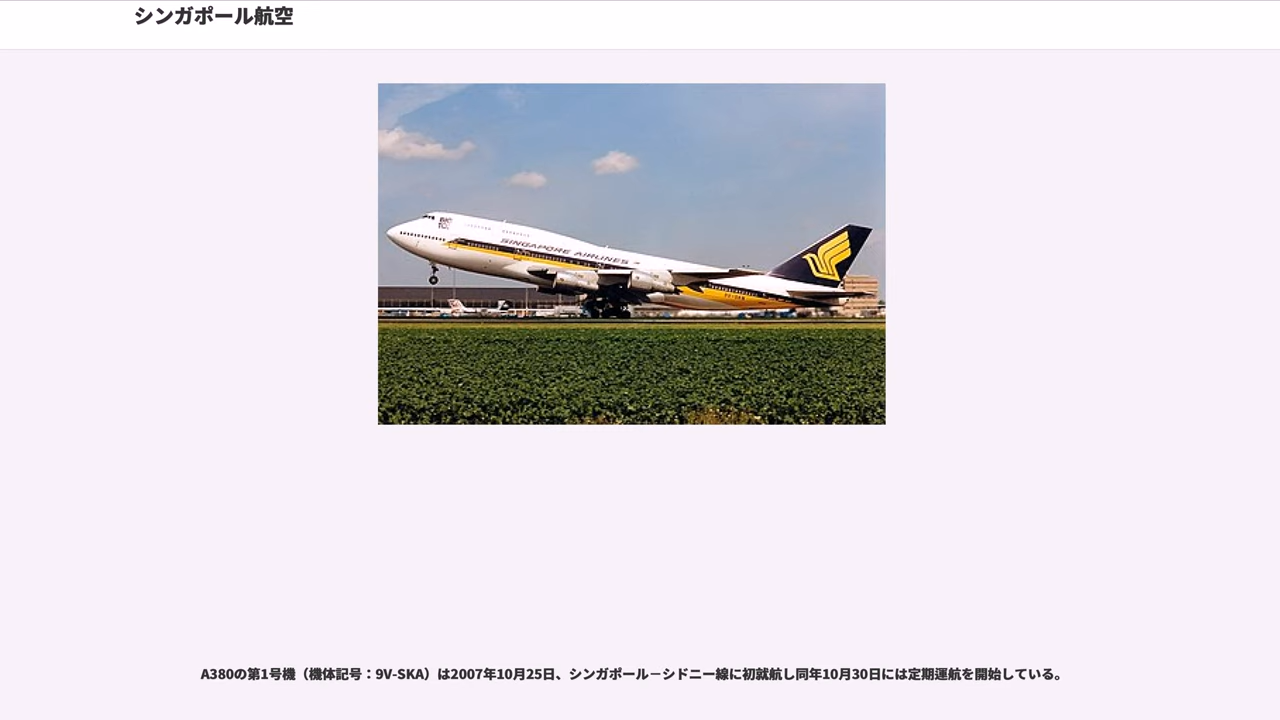 シンガポール航空
SINGAPORE AIRLINES
A380の第1号機（機体記号：9V-SKA）は2007年10月25日、シンガポール－シドニー線に初就航し同年10月30日には定期運航を開始している。